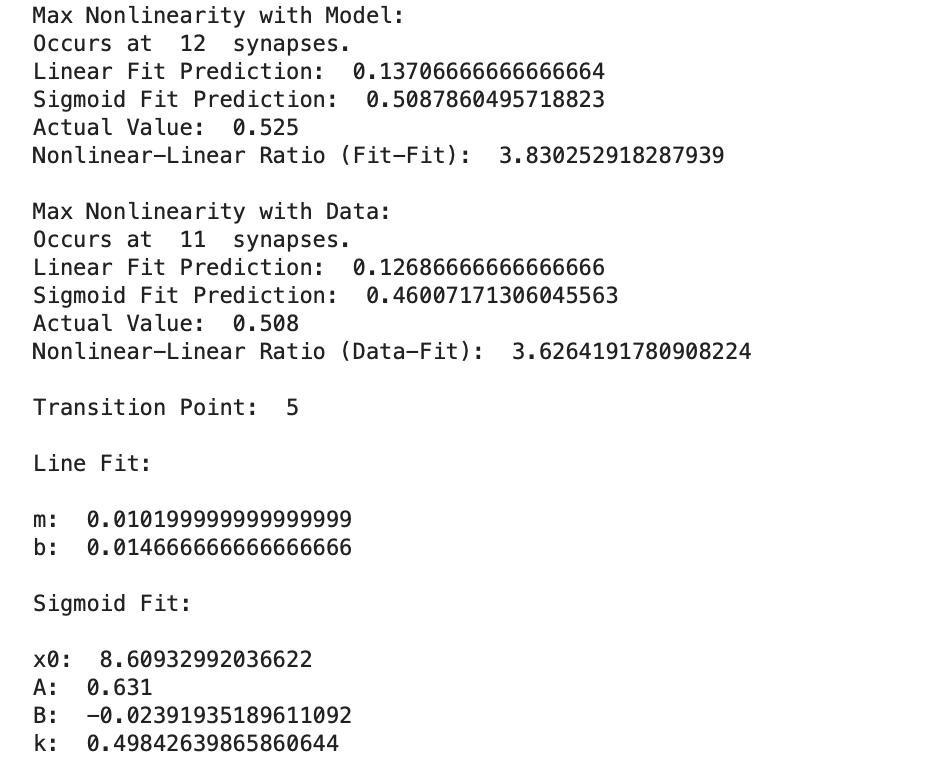 Max Nonlinearity with Model:
Occurs at  12  synapses.
Linear Fit Prediction:  0.13706666666666664
Sigmoid Fit Prediction:  0.5087860495718823
Actual Value:  0.525
Nonlinear-Linear Ratio (Fit-Fit):  3.830252918287939
Max Nonlinearity with Data:
Occurs at  11  synapses.
Linear Fit Prediction:  0.12686666666666666
Sigmoid Fit Prediction:  0.46007171306045563
Actual Value:  0.508
Nonlinear-Linear Ratio (Data-Fit):  3.6264191780908224
Transition Point:  5
Line Fit:
m:  0.010199999999999999
b:  0.014666666666666666
Sigmoid Fit:
x0:  8.60932992036622
A:  0.631
B:  -0.02391935189611092
k:  0.49842639865860644